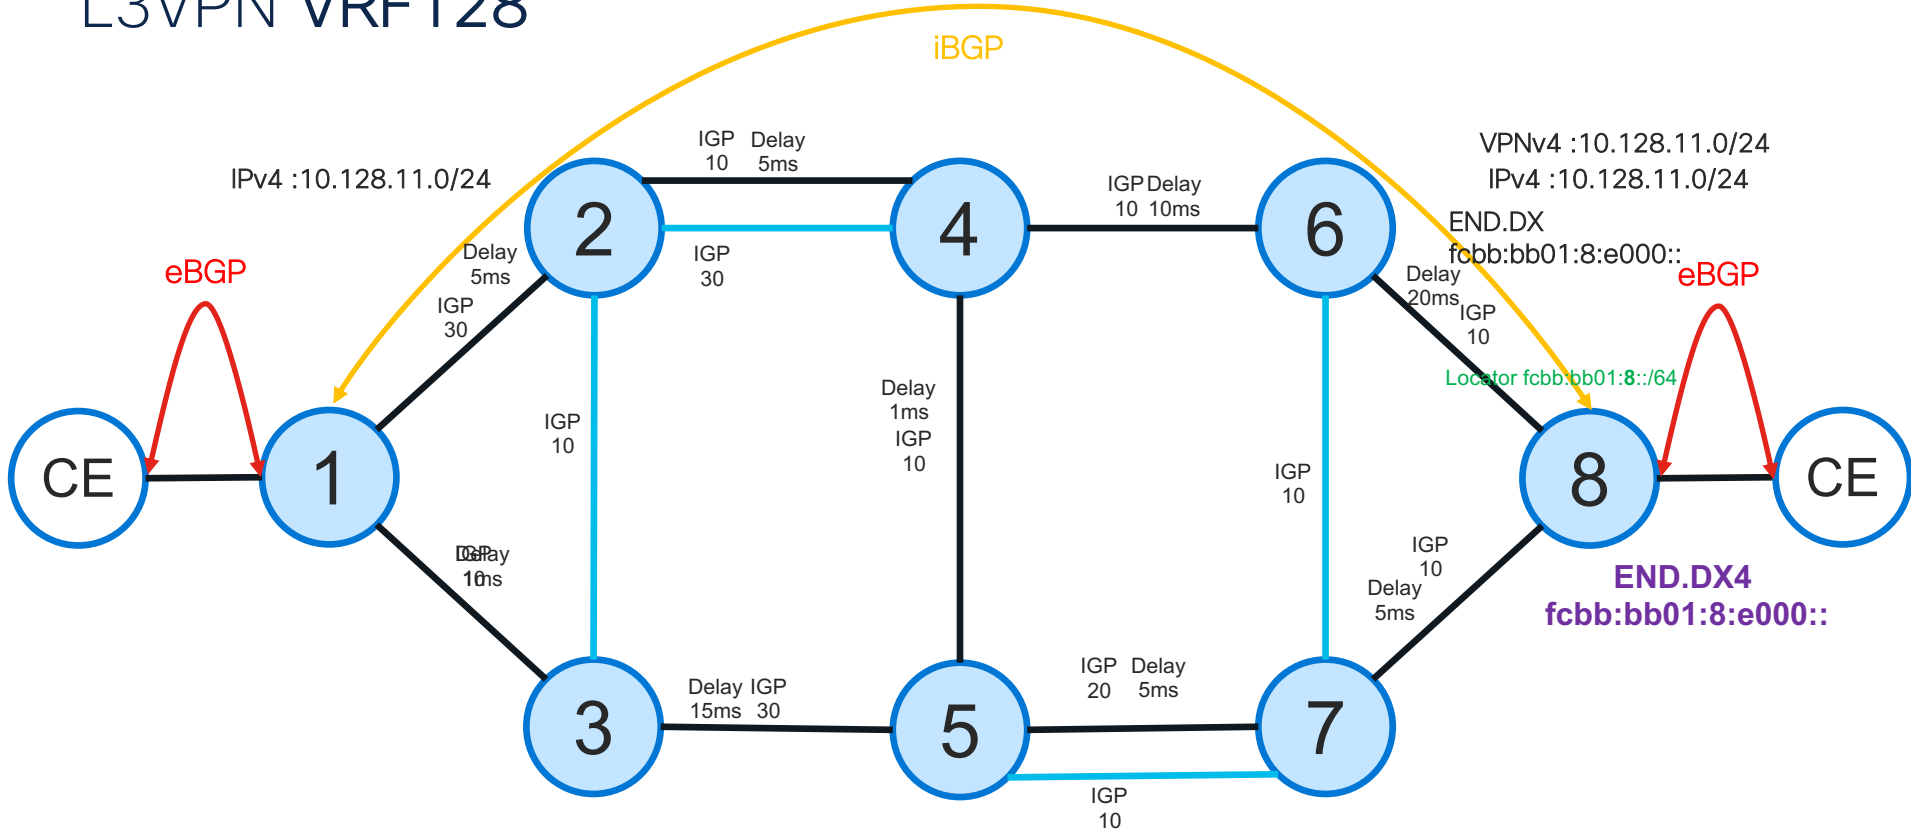 L3VPN VRF128
iBGP
IGP Delay
10 5ms
VPNv4 :10.128.11.0/24
IPv4 :10.128.11.0/24
IPv4 :10.128.11.0/24
IGP Delay
10 10ms
2
4
6
END.DX
fcbb:bb01:8:e000::
Delay
5ms
IGP
30
eBGP
Delay
20ms
eBGP
IGP
30
IGP
10
Locator fcbb:bb01:8::/64
Delay
1ms
IGP
10
IGP
10
IGP
10
CE
1
8
CE
IGP
10
Delay
1ms
IGP
10
Delay
5ms
END.DX4
fcbb:bb01:8:e000::
Delay IGP
15ms 30
IGP Delay
20 5ms
3
5
7
IGP
10